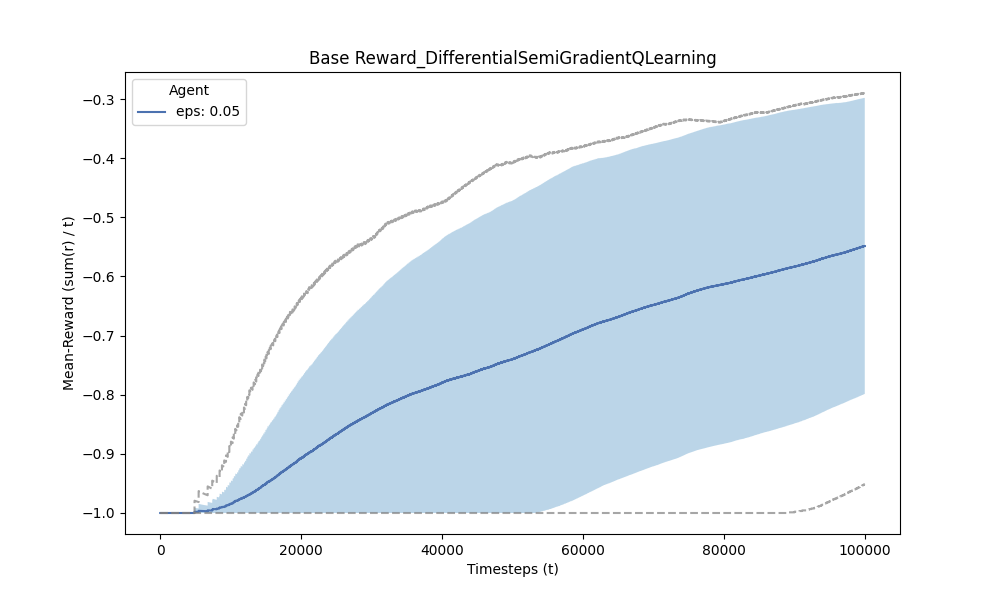 Base Reward_DifferentialSemiGradientQLearning
Agent
eps: 0.05
−0.3
−0.4
−0.5
−0.6
−0.7
−0.8
−0.9
−1.0
Mean-Reward (sum(r) / t)
0 20000 40000 60000 80000 100000
Timesteps (t)